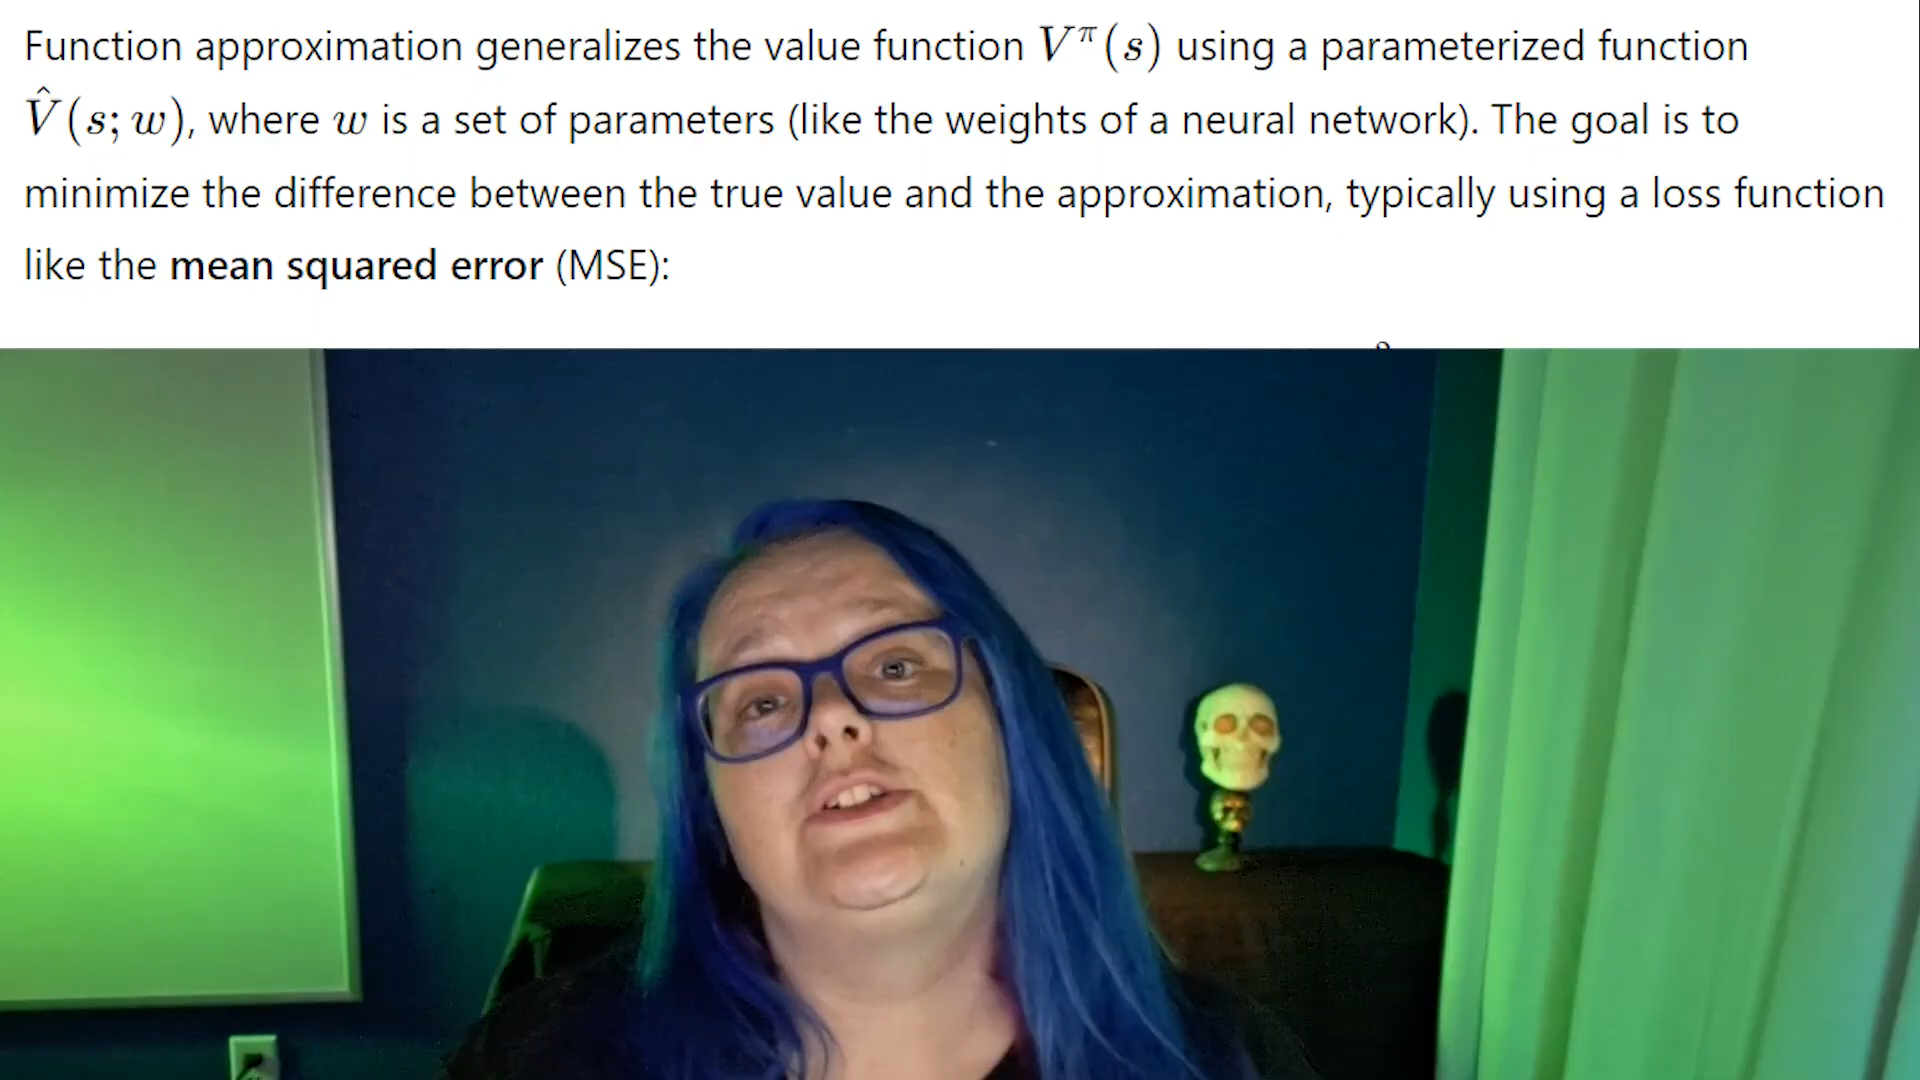 Function approximation generalizes the value function V^π(s) using a parameterized function
V̂(s; w), where w is a set of parameters (like the weights of a neural network). The goal is to
minimize the difference between the true value and the approximation, typically using a loss function
like the mean squared error (MSE):